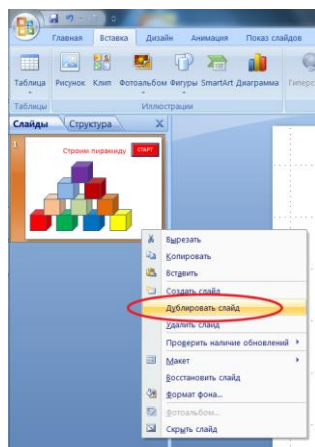 Главная Вставка Дизайн Анимация Показ слайдов
Таблица Рисунок Клип Фотоальбом Фигуры SmartArt Диаграмма Гиперс
Таблицы Иллюстрации
Слайды Структура X
1
Строим пирамиду СТАРТ
Вырезать
Копировать
Вставить
Создать слайд
Дублировать слайд
Удалить слайд
Проверить наличие обновлений
Макет
Восстановить слайд
Формат фона...
Фотоальбом...
Скрыть слайд